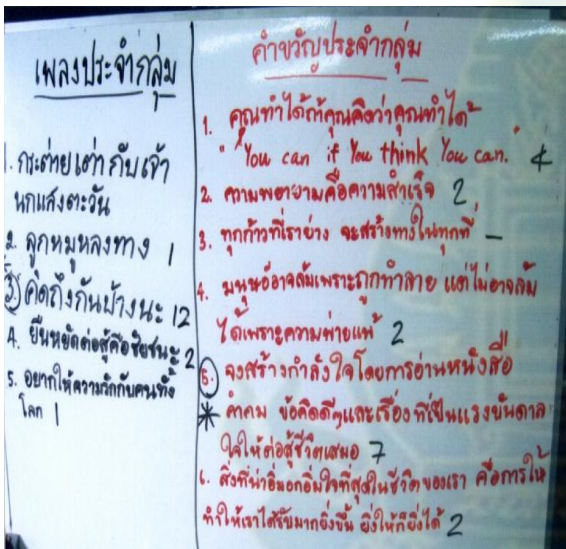 เพลงประจำกลุ่ม
1. กระต่ายเต่ากับเจ้า
นกแสงตะวัน
2. ลูกหมูหลงทาง 1
3) คิดถึงกันบ้างนะ 12
4. ยืนหยัดต่อสู้คือชัยชนะ 2
5. อยากให้ความรักกับคนทั้ง
โลก 1
คำขวัญประจำกลุ่ม
1. คุณทำได้ถ้าคุณคิดว่าคุณทำได้
"You can if You think You can." 4
2. ความพยายามคือความสำเร็จ 2
3. ทุกก้าวที่เราย่าง จะสร้างทางในทุกที่ –
4. มนุษย์อาจล้มเพราะถูกทำลาย แต่ไม่อาจล้ม
ได้เพราะความพ่ายแพ้ 2
5. จงสร้างกำลังใจโดยการอ่านหนังสือ
* คำคม ข้อคิดดีๆและเรื่องที่เป็นแรงบันดาล
ใจให้ต่อสู้ชีวิตเสมอ 7
6. สิ่งที่น่าอิ่มอกอิ่มใจที่สุดในชีวิตของเรา คือการให้
ทำให้เราได้รับมากยิ่งขึ้น ยิ่งให้ก็ยิ่งได้ 2